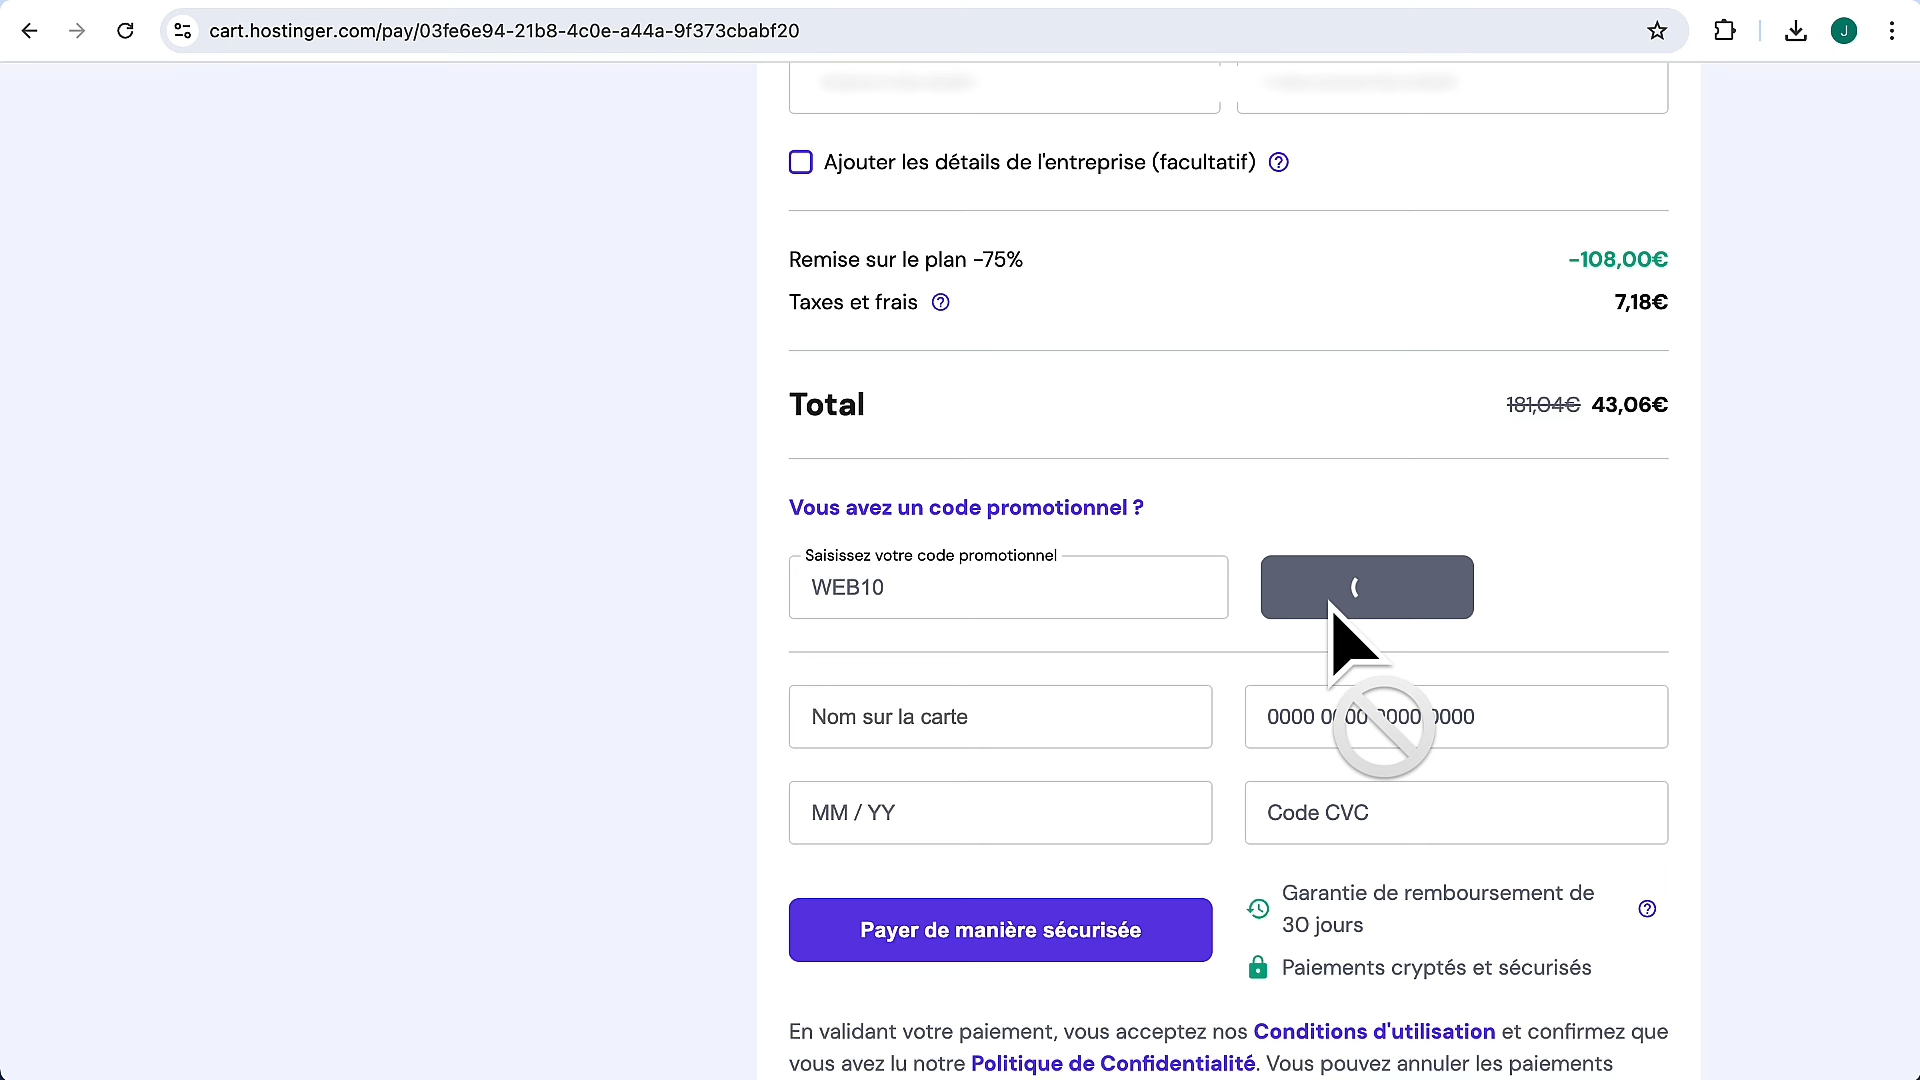 cart.hostinger.com/pay/03fe6e94-21b8-4c0e-a44a-9f373cbabf20
J
Ajouter les détails de l'entreprise (facultatif)
Remise sur le plan -75% -108,00€
Taxes et frais 7,18€
Total 181,04€ 43,06€
Vous avez un code promotionnel ?
Saisissez votre code promotionnel
WEB10
Nom sur la carte 0000 0000 0000 0000
MM / YY Code CVC
Payer de manière sécurisée
Garantie de remboursement de
30 jours
Paiements cryptés et sécurisés
En validant votre paiement, vous acceptez nos Conditions d'utilisation et confirmez que
vous avez lu notre Politique de Confidentialité. Vous pouvez annuler les paiements